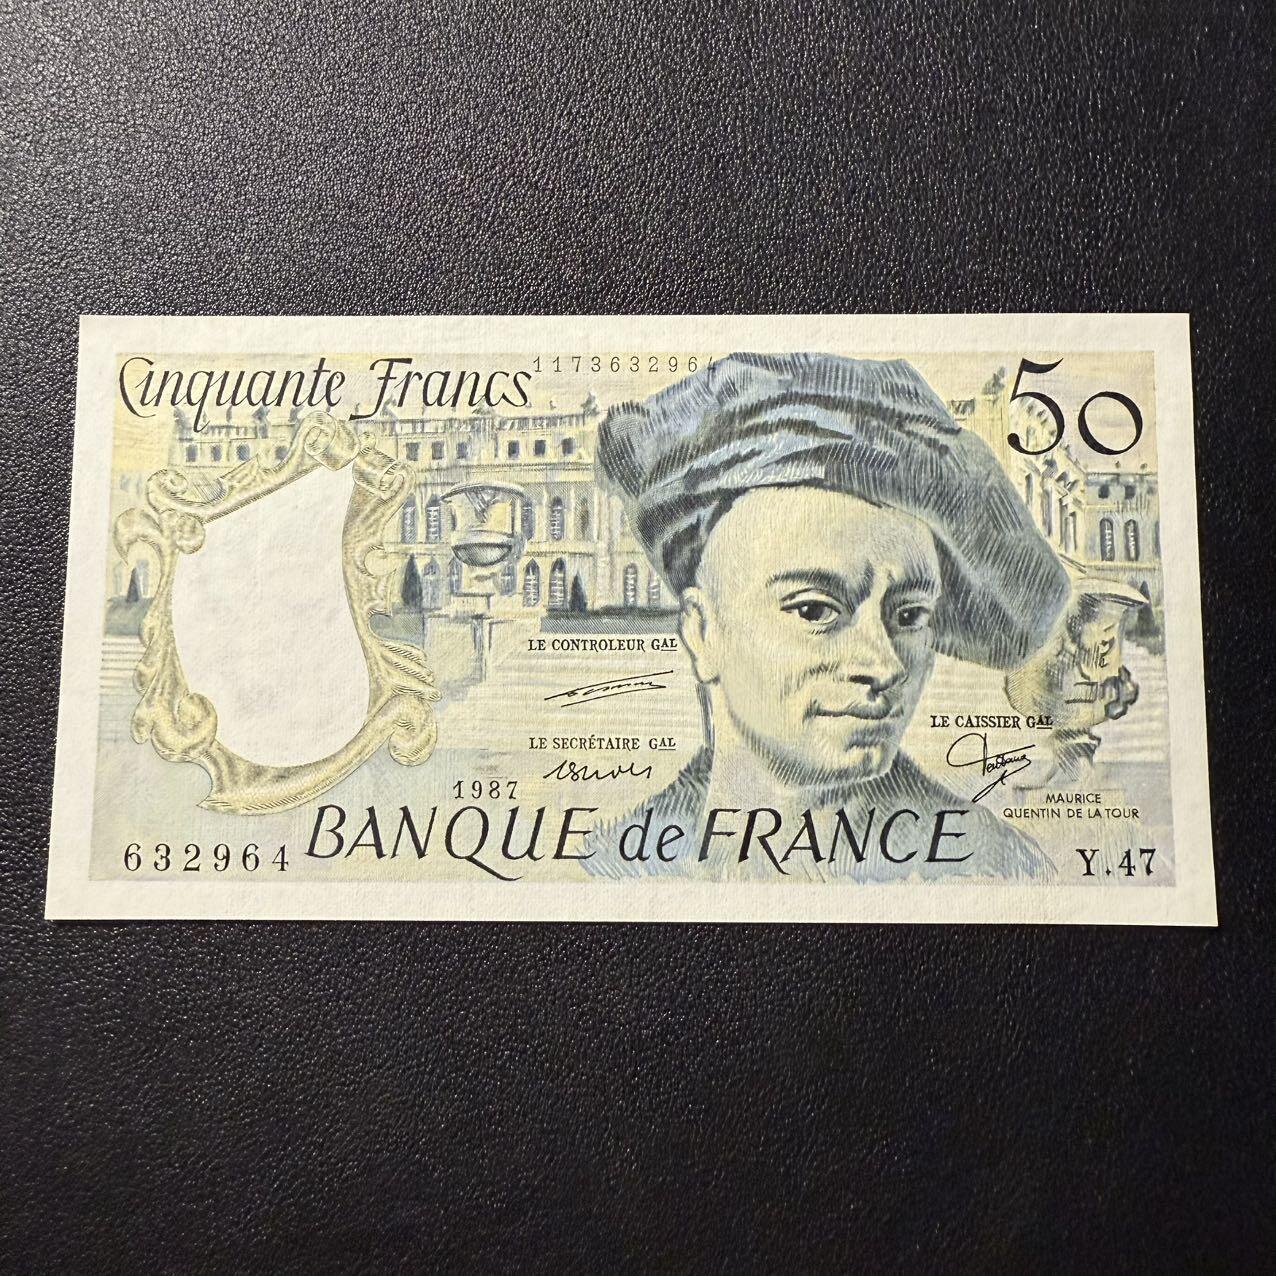 Cinquante Francs
1173632964
50
LE CONTROLEUR GAL
LE SECRÉTAIRE GAL
LE CAISSIER GAL
1987
MAURICE
QUENTIN DE LA TOUR
632964
BANQUE de FRANCE
Y.47